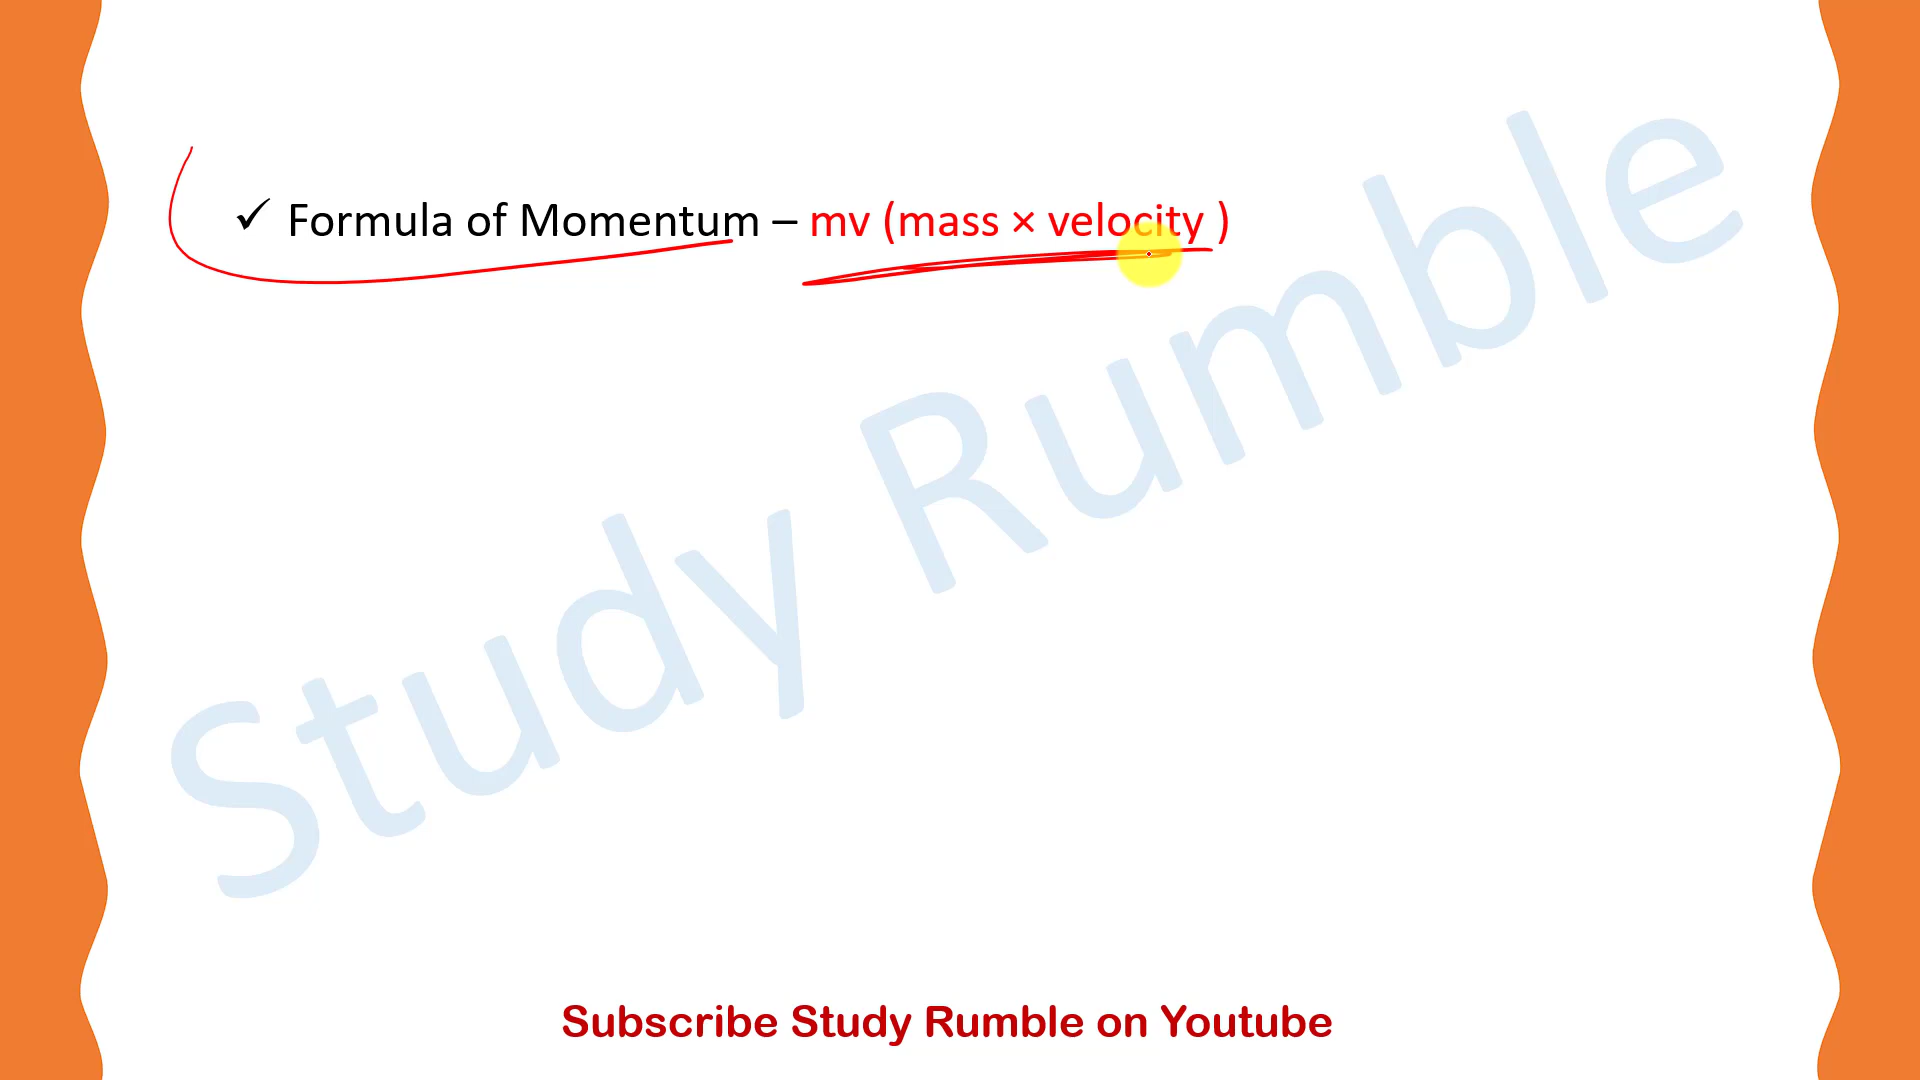 ✓ Formula of Momentum – mv (mass × velocity )
Study Rumble
Subscribe Study Rumble on Youtube